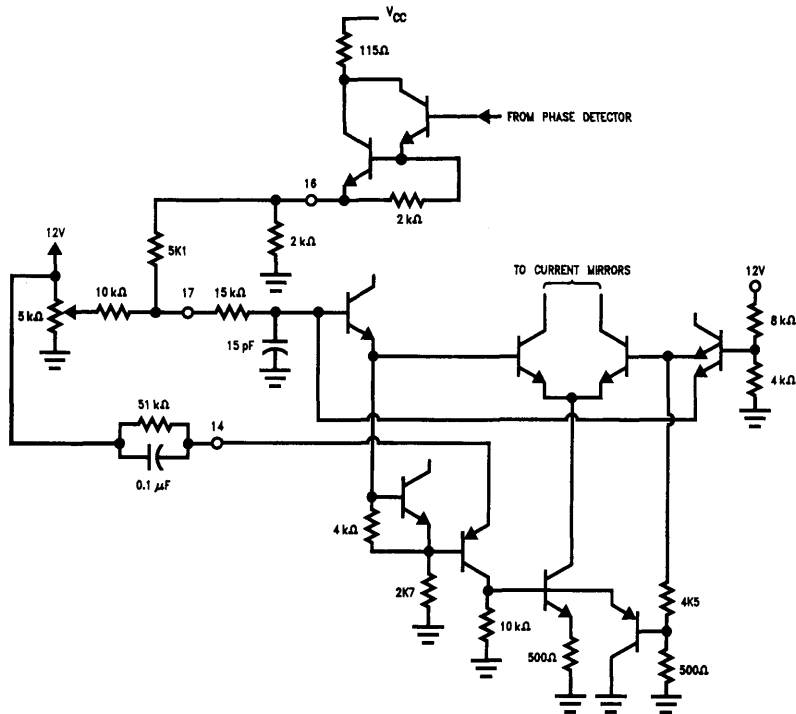 VCC
115Ω
FROM PHASE DETECTOR
16
2 kΩ
2 kΩ
12V
5K1
10 kΩ
17
15 kΩ
5 kΩ
15 pF
TO CURRENT MIRRORS
12V
8 kΩ
4 kΩ
51 kΩ
14
0.1 μF
4 kΩ
2K7
10 kΩ
500Ω
4K5
500Ω